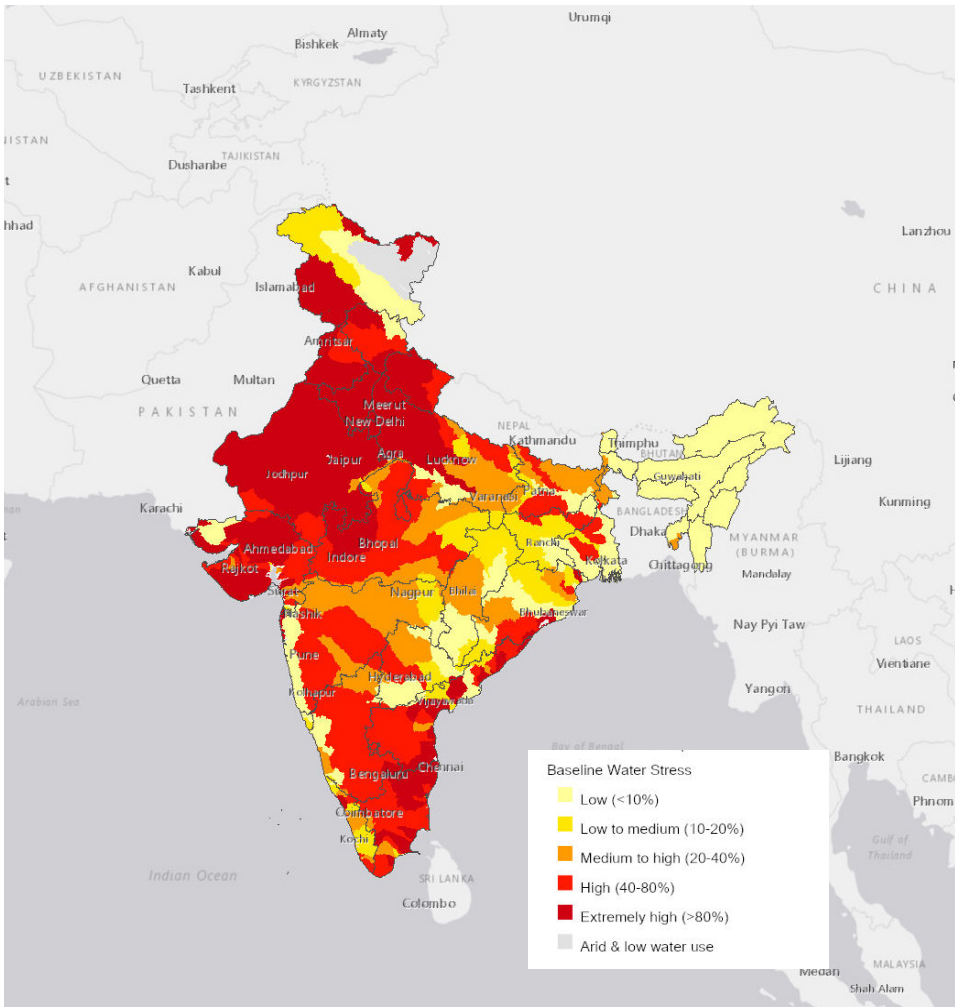 Urumqi
Almaty
Bishkek
UZBEKISTAN
KYRGYZSTAN
Tashkent
NISTAN
TAJIKISTAN
Dushanbe
t
hhad
Lanzhou
Kabul
AFGHANISTAN
Islamabad
CHINA
Amritsar
Quetta
Multan
PAKISTAN
Meerut
New Delhi
NEPAL
Kathmandu
Thimphu
BHUTAN
Lijiang
Agra
Jaipur
Lucknow
Jodhpur
Guwahati
Karachi
Varanasi
Patna
BANGLADESH
Kunming
Dhaka
MYANMAR
(BURMA)
Ahmedabad
Bhopal
Ranchi
Indore
Kolkata
Chittagong
Mandalay
Rajkot
Surat
Nagpur
Bhilai
Nashik
Bhubaneswar
Nay Pyi Taw
LAOS
Pune
Vientiane
Hyderabad
Kolhapur
Yangon
Arabian Sea
Vijayawada
THAILAND
Bay of Bengal
Bangkok
Chennai
Bengaluru
CAMBO
Phnom
Coimbatore
Kochi
Gulf of
Thailand
Indian Ocean
SRI LANKA
Colombo
Baseline Water Stress
Low (<10%)
Low to medium (10-20%)
Medium to high (20-40%)
High (40-80%)
Extremely high (>80%)
Arid & low water use
MALAYSIA
Medan
Shah Alam